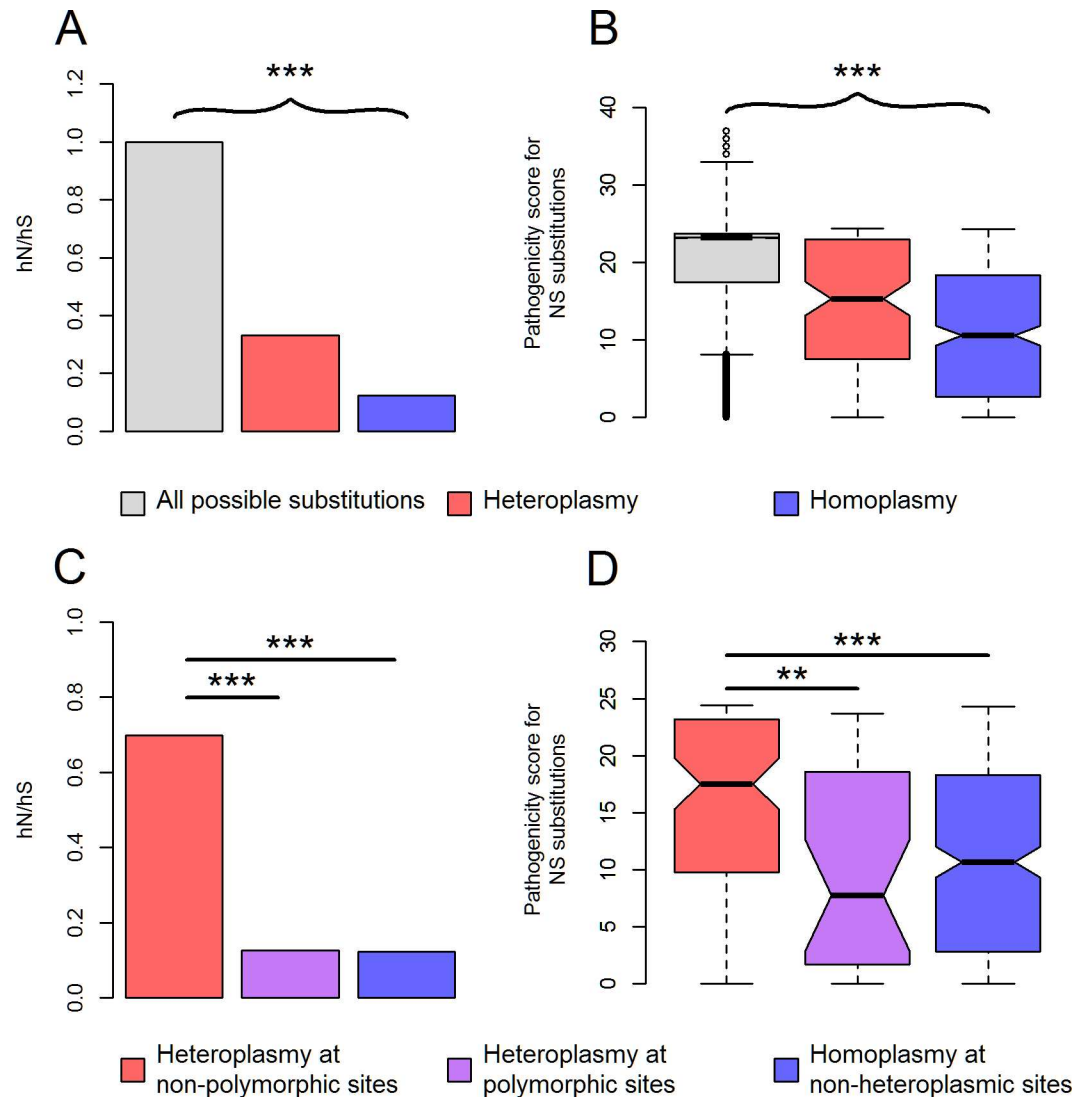 A
B
***
***
1.2
1.0
0.8
0.6
0.4
0.2
0.0
hN/hS
40
30
20
10
0
Pathogenicity score for
NS substitutions
All possible substitutions
Heteroplasmy
Homoplasmy
C
D
***
***
1.0
0.8
0.6
0.4
0.2
0.0
hN/hS
***
**
30
25
20
15
10
5
0
Pathogenicity score for
NS substitutions
Heteroplasmy at
non-polymorphic sites
Heteroplasmy at
polymorphic sites
Homoplasmy at
non-heteroplasmic sites